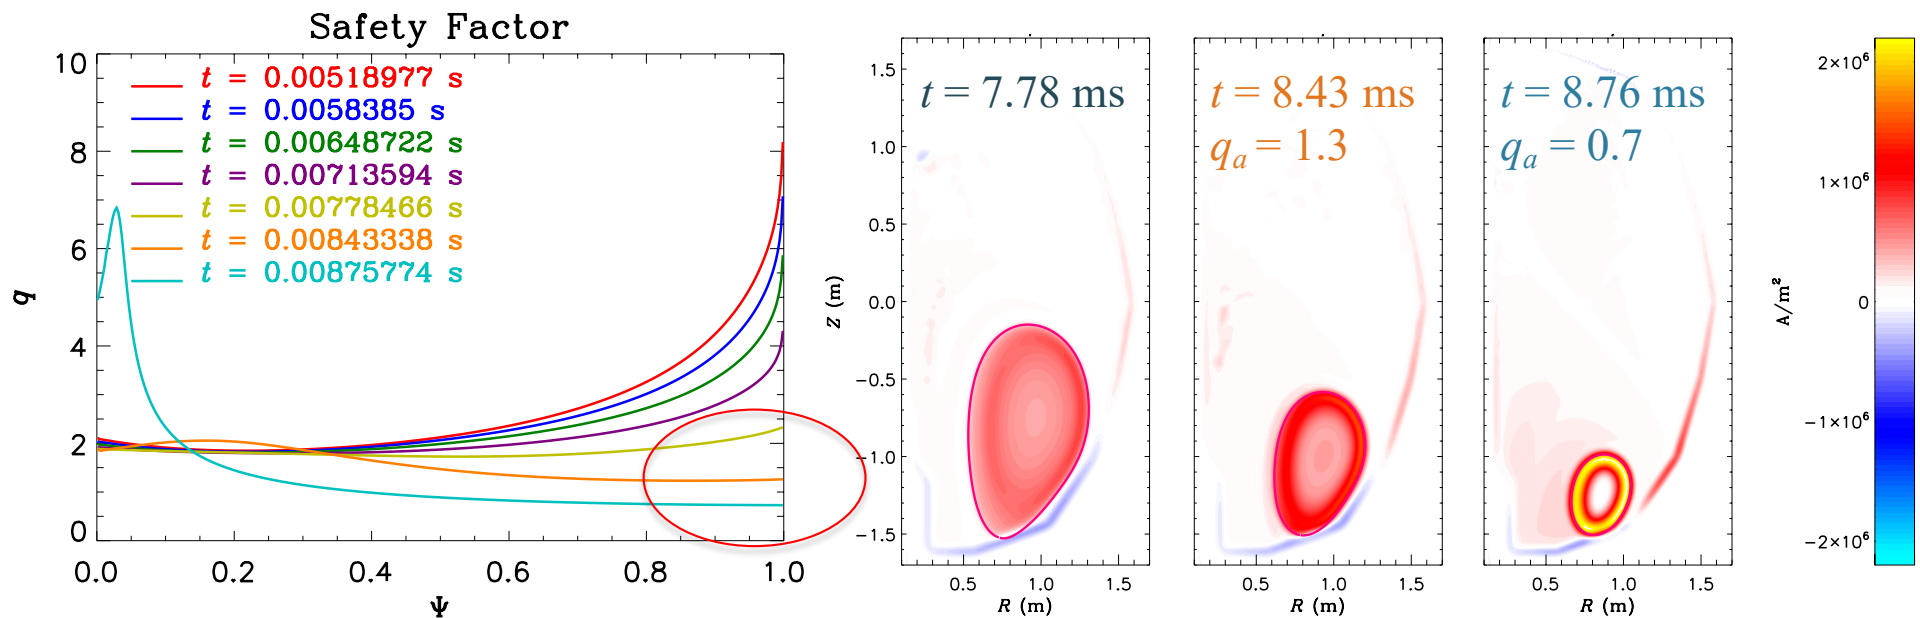 Safety Factor
t = 0.00518977 s
t = 0.0058385 s
t = 0.00648722 s
t = 0.00713594 s
t = 0.00778466 s
t = 0.00843338 s
t = 0.00875774 s
10
8
6
4
2
0
q
0.0 0.2 0.4 0.6 0.8 1.0
Ψ
t = 7.78 ms
1.5
1.0
0.5
0.0
−0.5
−1.0
−1.5
Z (m)
0.5 1.0 1.5
R (m)
t = 8.43 ms
qₐ = 1.3
0.5 1.0 1.5
R (m)
t = 8.76 ms
qₐ = 0.7
0.5 1.0 1.5
R (m)
2×10⁶
1×10⁶
0
−1×10⁶
−2×10⁶
A/m²